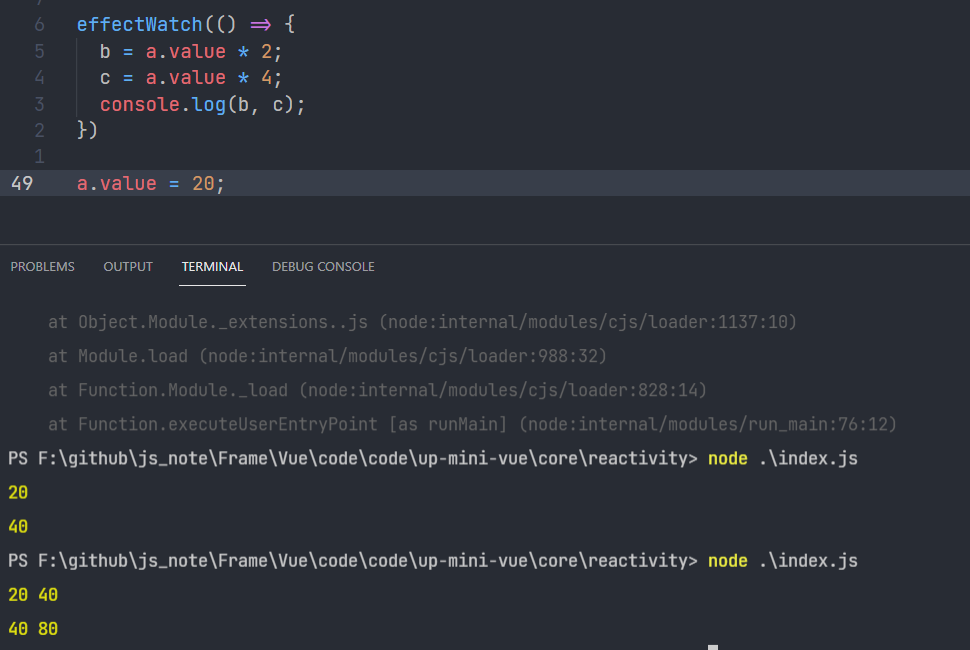 6 effectWatch(() => {
5 b = a.value * 2;
4 c = a.value * 4;
3 console.log(b, c);
2 })
1
49 a.value = 20;
PROBLEMS OUTPUT TERMINAL DEBUG CONSOLE
at Object.Module._extensions..js (node:internal/modules/cjs/loader:1137:10)
at Module.load (node:internal/modules/cjs/loader:988:32)
at Function.Module._load (node:internal/modules/cjs/loader:828:14)
at Function.executeUserEntryPoint [as runMain] (node:internal/modules/run_main:76:12)
PS F:\github\js_note\Frame\Vue\code\code\up-mini-vue\core\reactivity> node .\index.js
20
40
PS F:\github\js_note\Frame\Vue\code\code\up-mini-vue\core\reactivity> node .\index.js
20 40
40 80